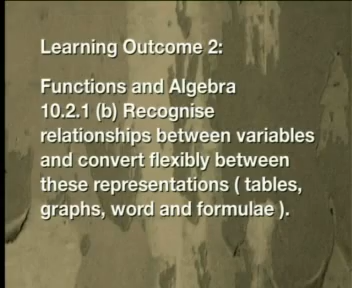 Learning Outcome 2:
Functions and Algebra
10.2.1 (b) Recognise
relationships between variables
and convert flexibly between
these representations ( tables,
graphs, word and formulae ).